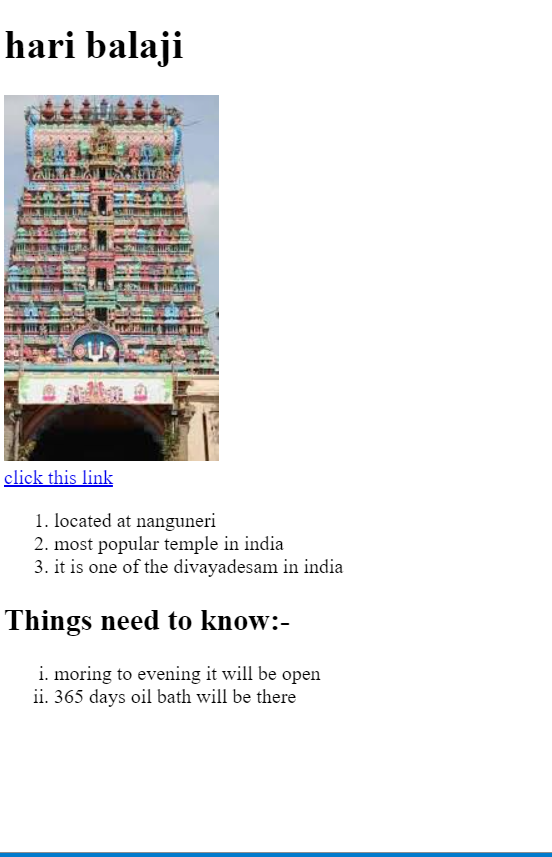 hari balaji
click this link
1. located at nanguneri
2. most popular temple in india
3. it is one of the divayadesam in india
Things need to know:-
i. moring to evening it will be open
ii. 365 days oil bath will be there